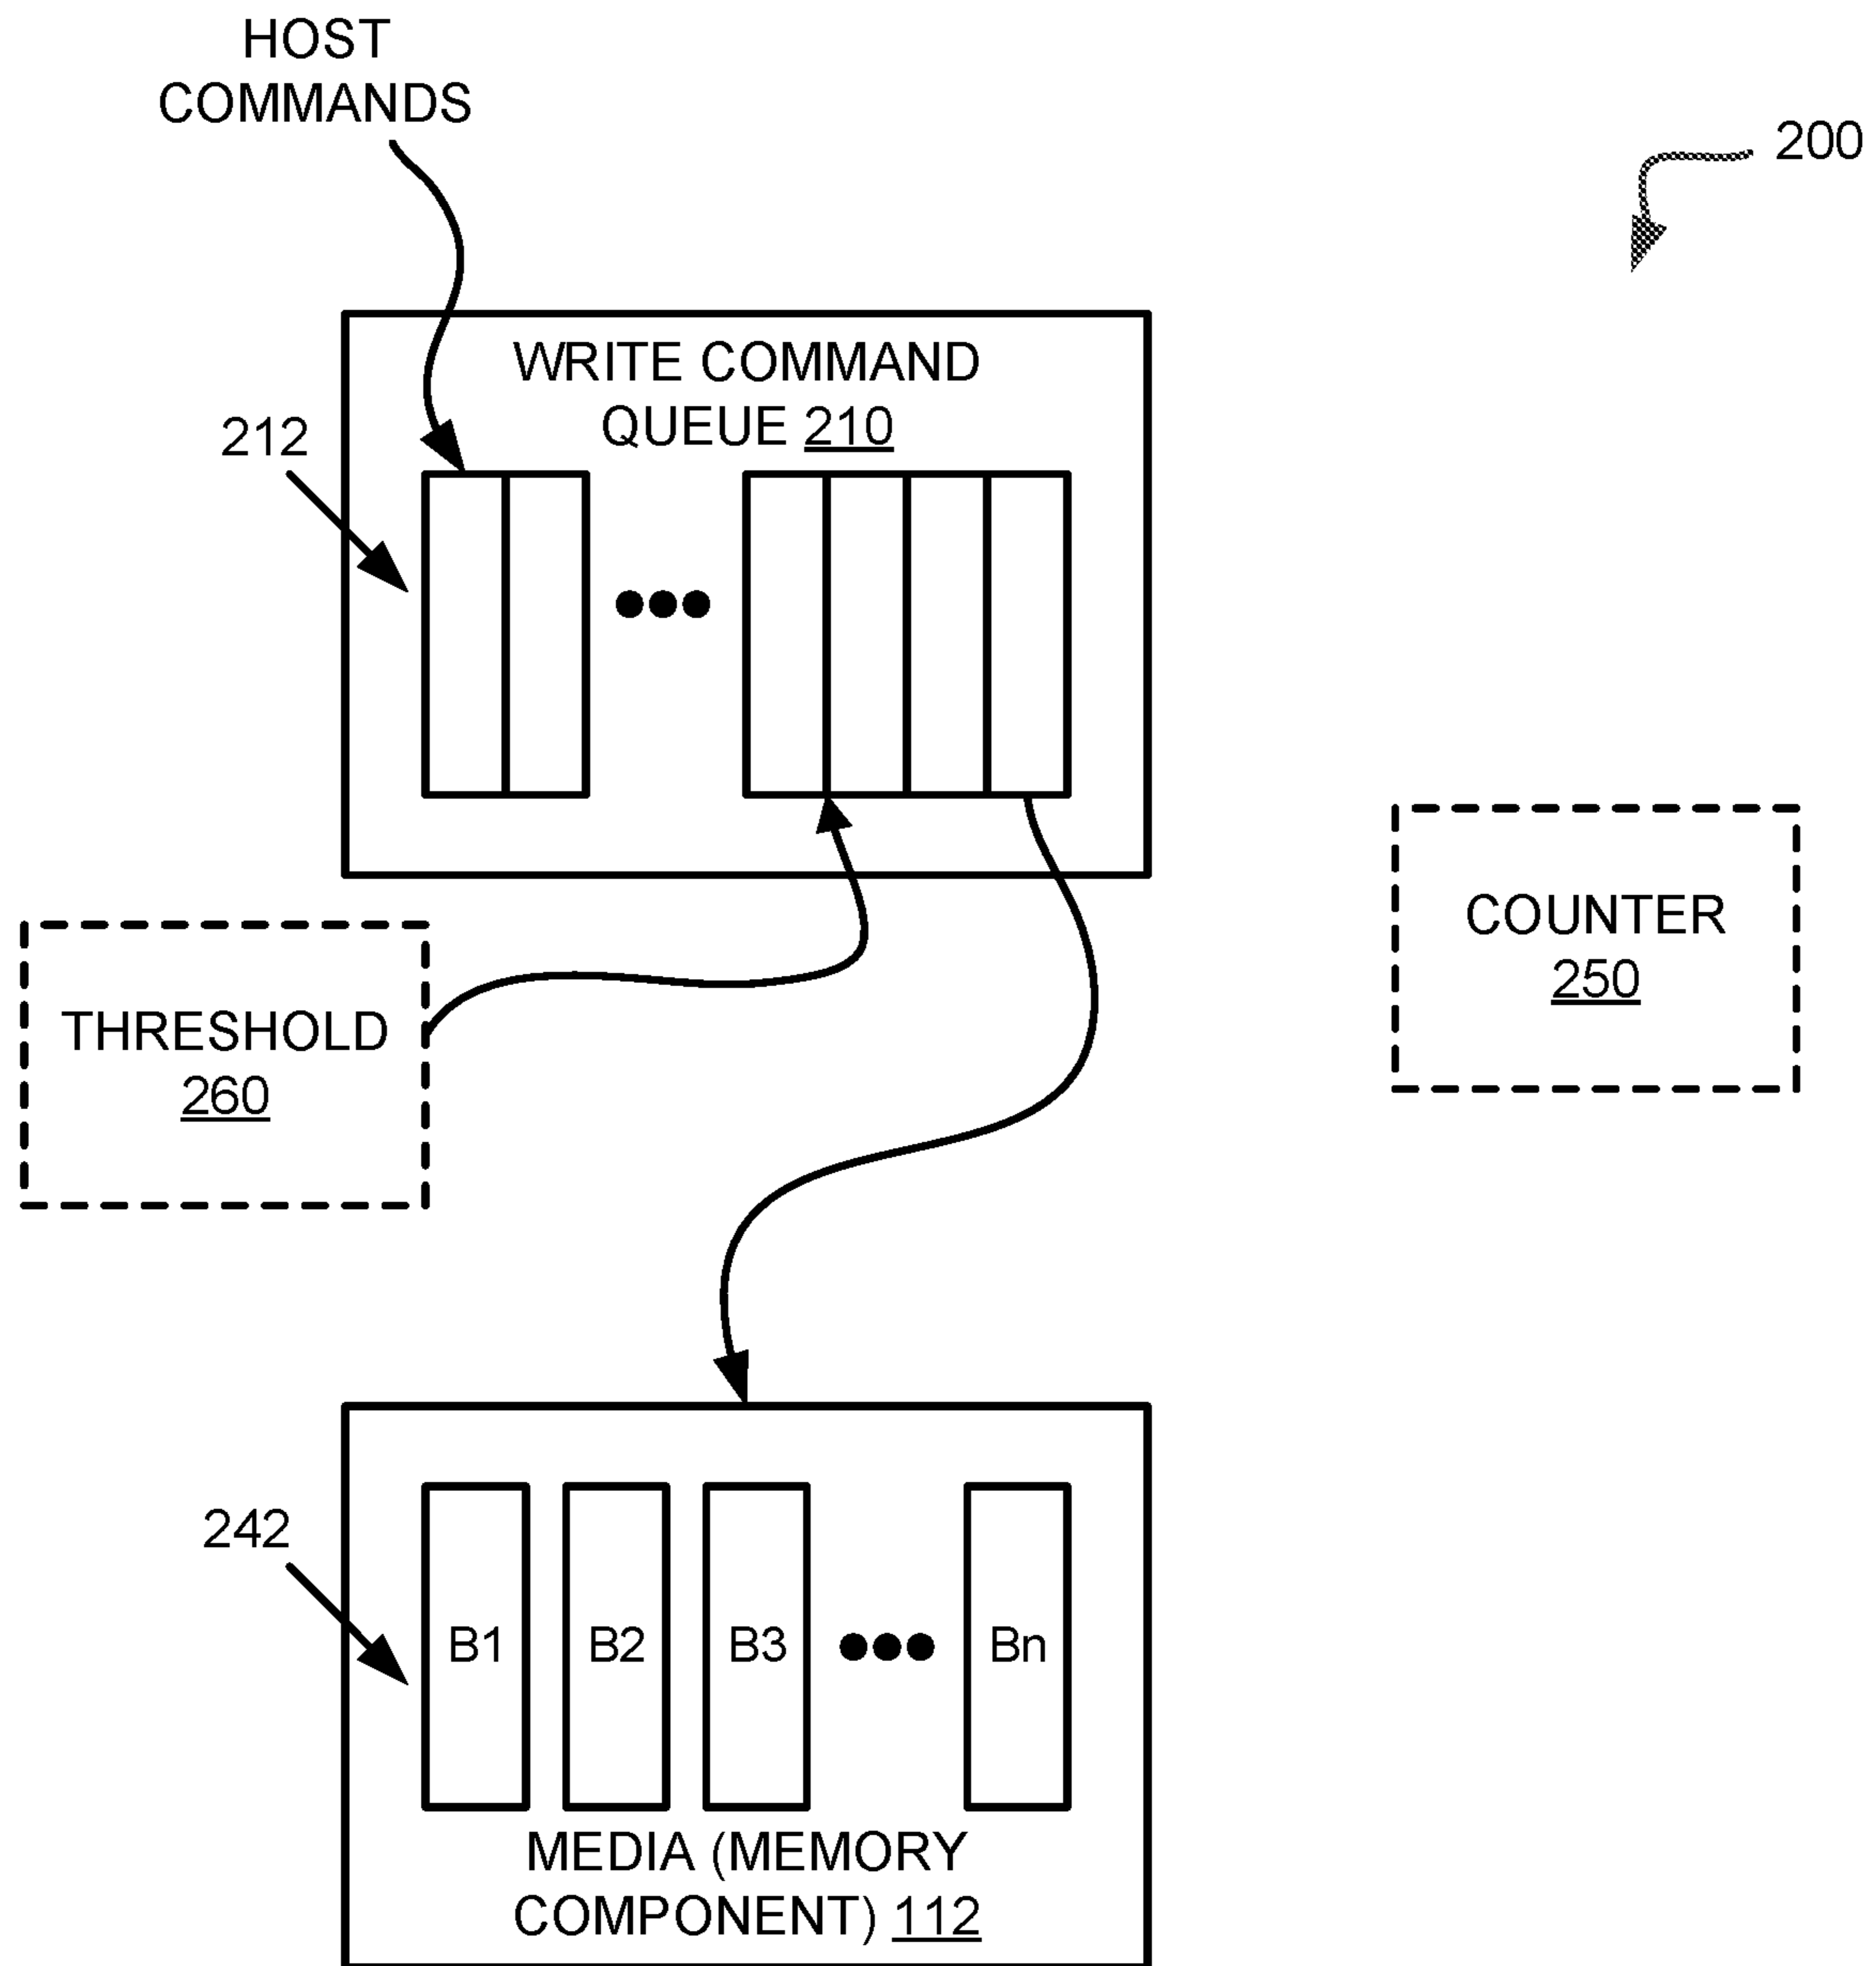 HOST
COMMANDS
200
WRITE COMMAND
QUEUE 210
212
COUNTER
250
THRESHOLD
260
242
B1 B2 B3 Bn
MEDIA (MEMORY
COMPONENT) 112